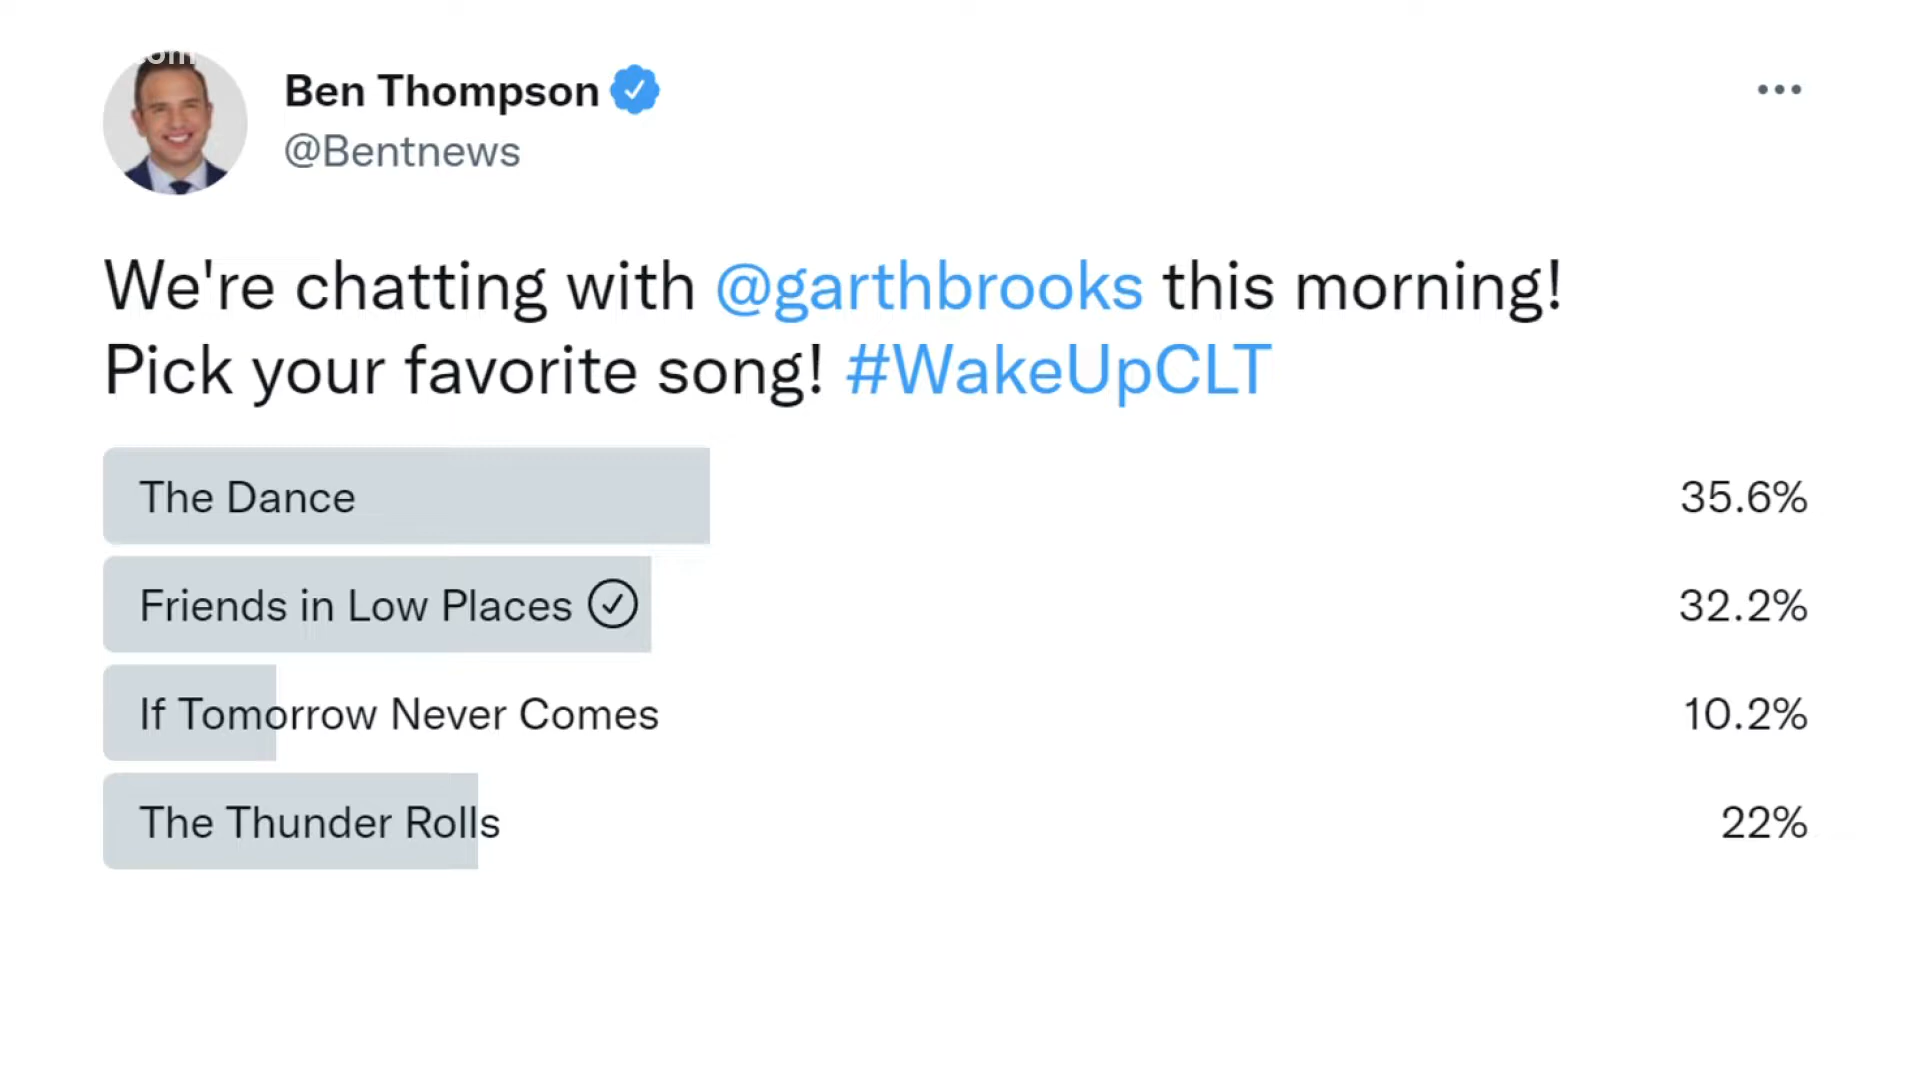 com
Ben Thompson
@Bentnews
We're chatting with @garthbrooks this morning!
Pick your favorite song! #WakeUpCLT
The Dance 35.6%
Friends in Low Places 32.2%
If Tomorrow Never Comes 10.2%
The Thunder Rolls 22%